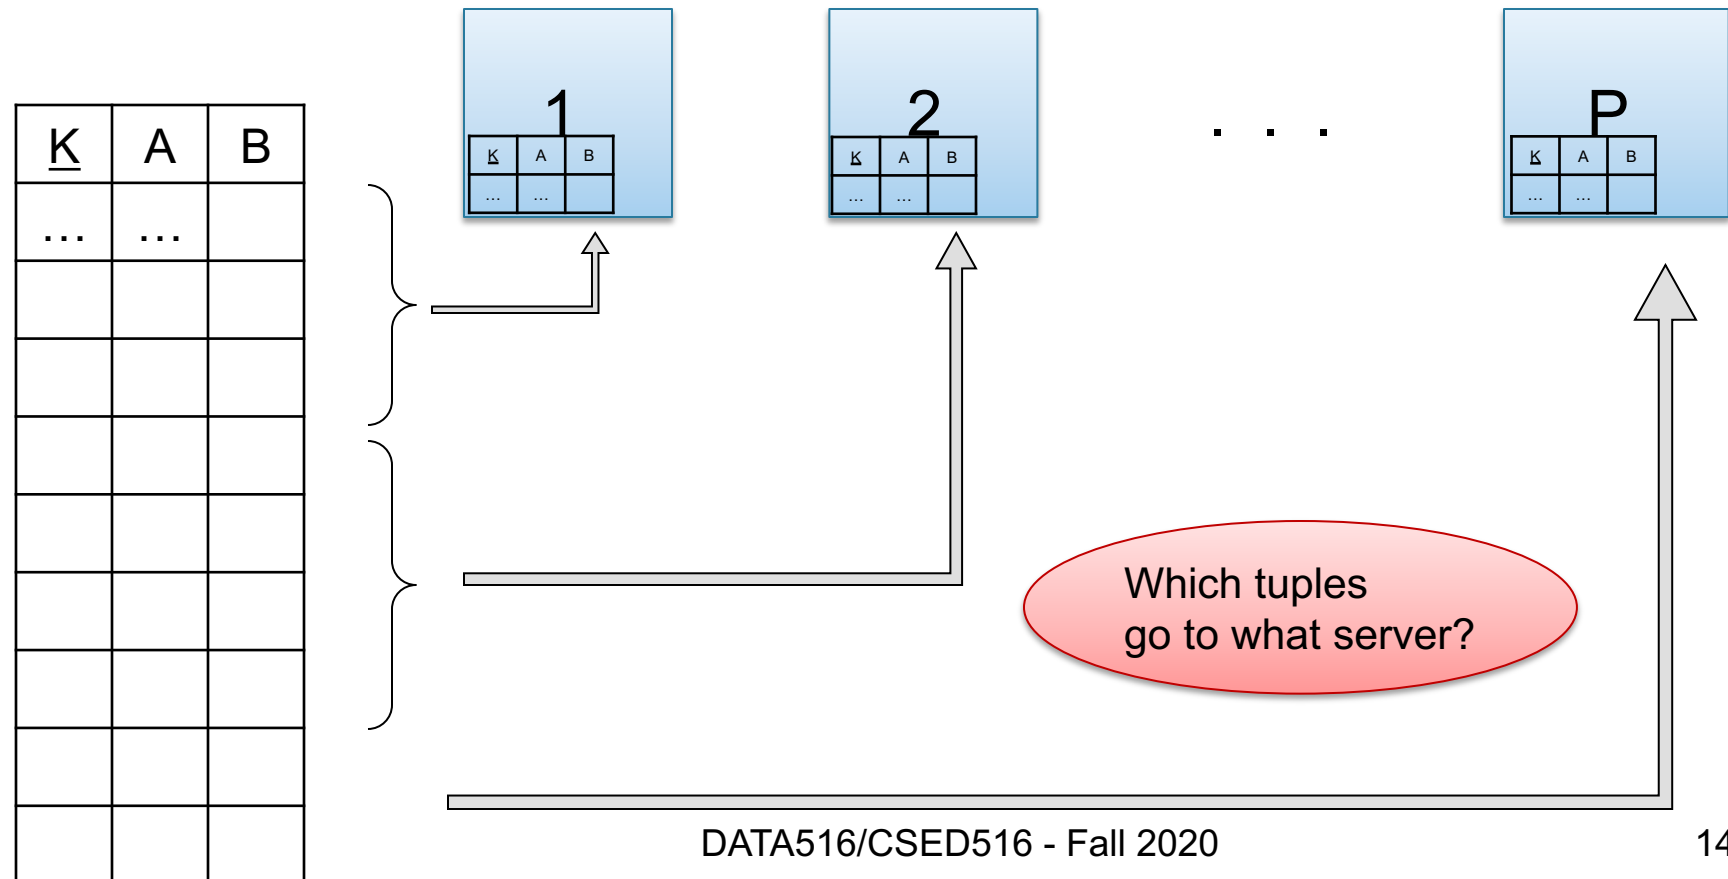 1
2
. . .
P
K A B
… …
K A B
… …
K A B
… …
K A B
… …
Which tuples
go to what server?
DATA516/CSED516 - Fall 2020
14